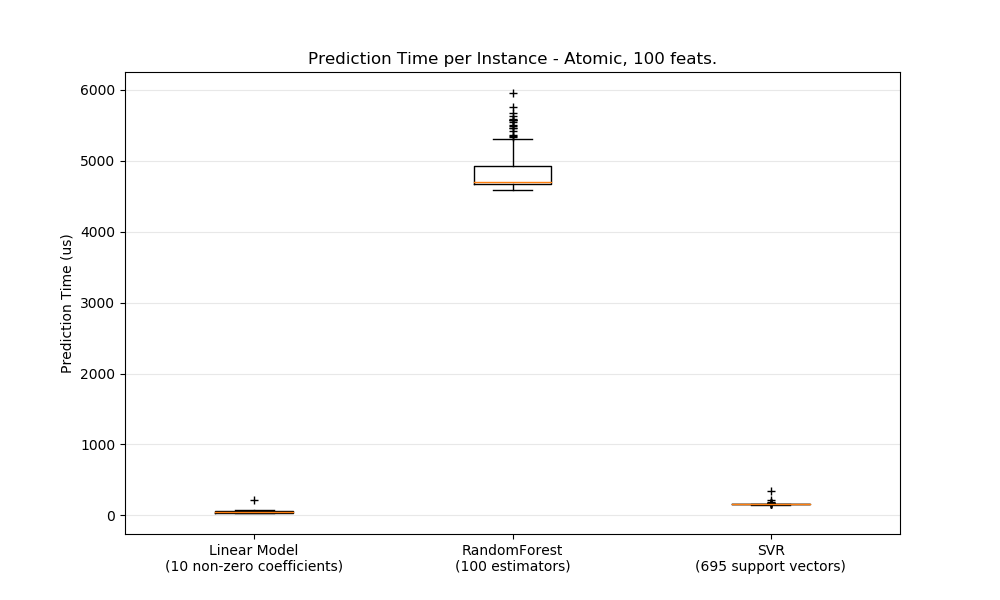 Prediction Time per Instance - Atomic, 100 feats.
6000
5000
4000
3000
2000
1000
0
Prediction Time (us)
Linear Model
(10 non-zero coefficients)
RandomForest
(100 estimators)
SVR
(695 support vectors)